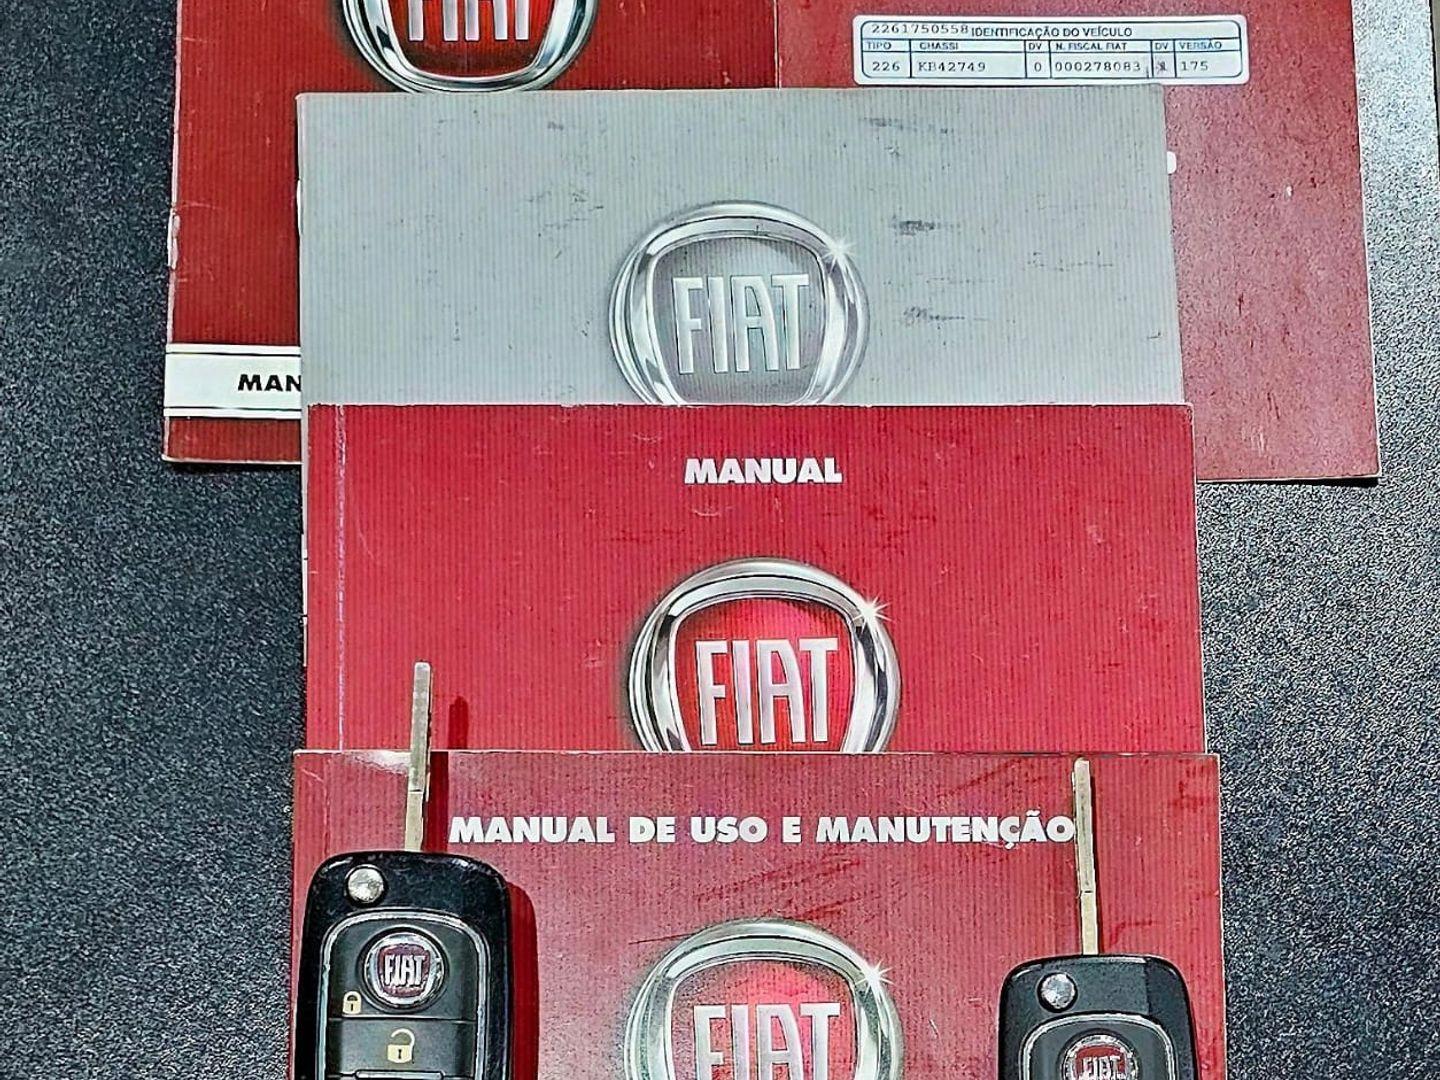 FIAT
2261750558 IDENTIFICAÇÃO DO VEÍCULO
TIPO CHASSI DV N. FISCAL FIAT DV VERSÃO
226 KB42749 0 000278083 175
FIAT
MAN
MANUAL
FIAT
MANUAL DE USO E MANUTENÇÃO
FIAT
FIAT
FIAT